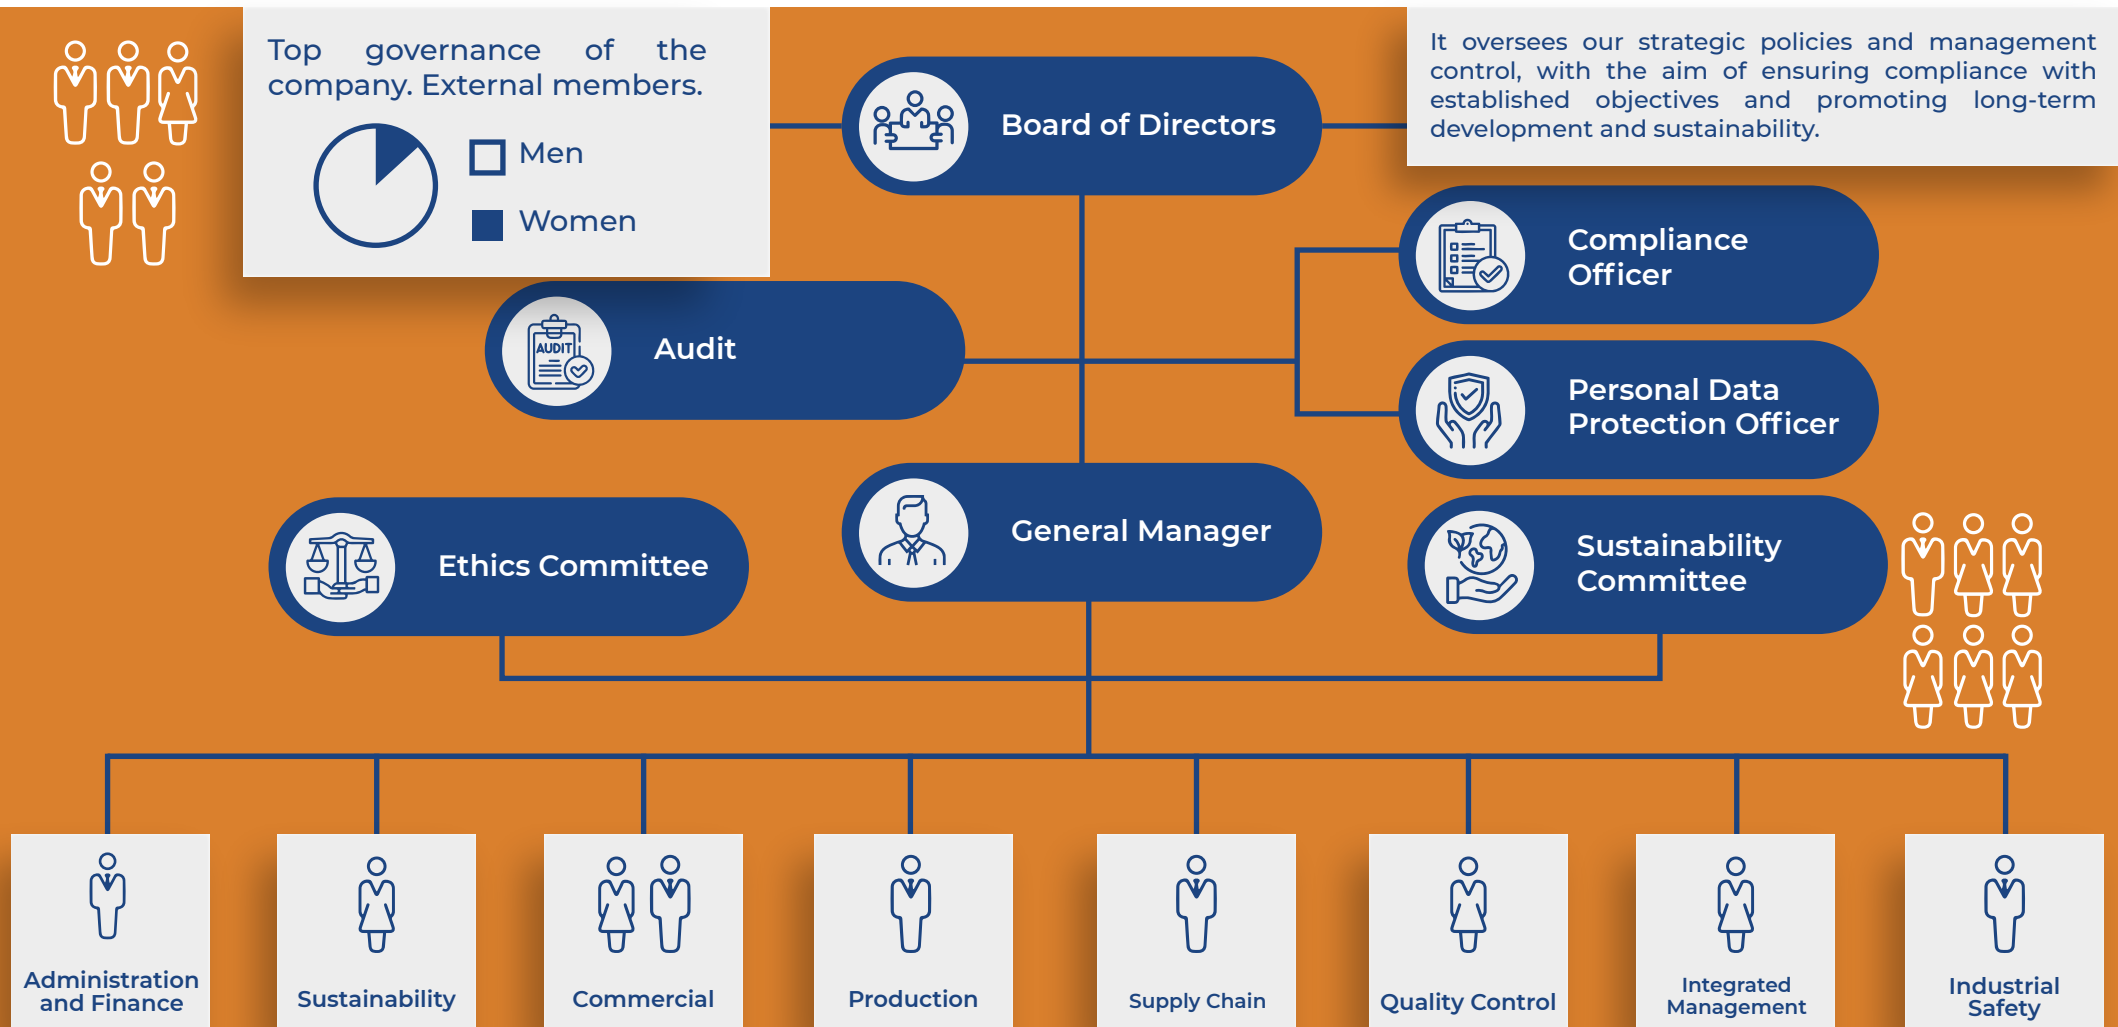 Top governance of the
company. External members.
Men
Women
Board of Directors
It oversees our strategic policies and management
control, with the aim of ensuring compliance with
established objectives and promoting long-term
development and sustainability.
Compliance
Officer
AUDIT
Audit
Personal Data
Protection Officer
General Manager
Ethics Committee
Sustainability
Committee
Administration
and Finance
Sustainability
Commercial
Production
Supply Chain
Quality Control
Integrated
Management
Industrial
Safety